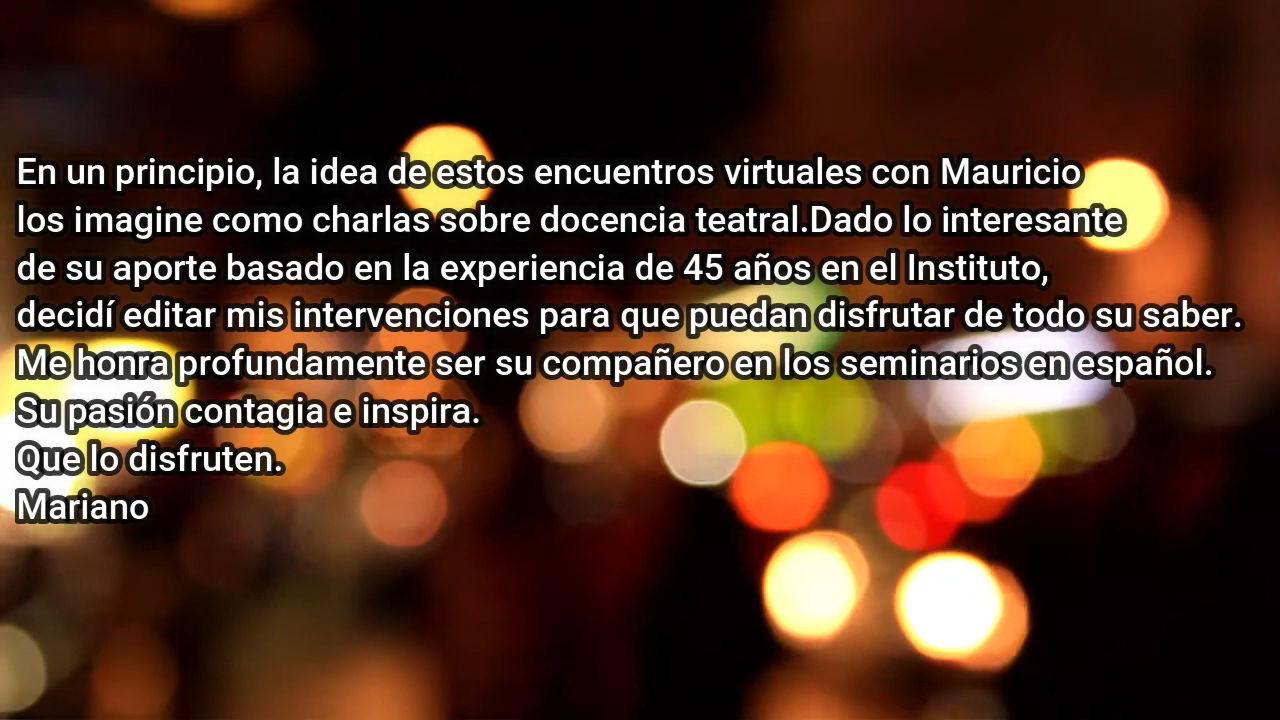 En un principio, la idea de estos encuentros virtuales con Mauricio
los imagine como charlas sobre docencia teatral.Dado lo interesante
de su aporte basado en la experiencia de 45 años en el Instituto,
decidí editar mis intervenciones para que puedan disfrutar de todo su saber.
Me honra profundamente ser su compañero en los seminarios en español.
Su pasión contagia e inspira.
Que lo disfruten.
Mariano